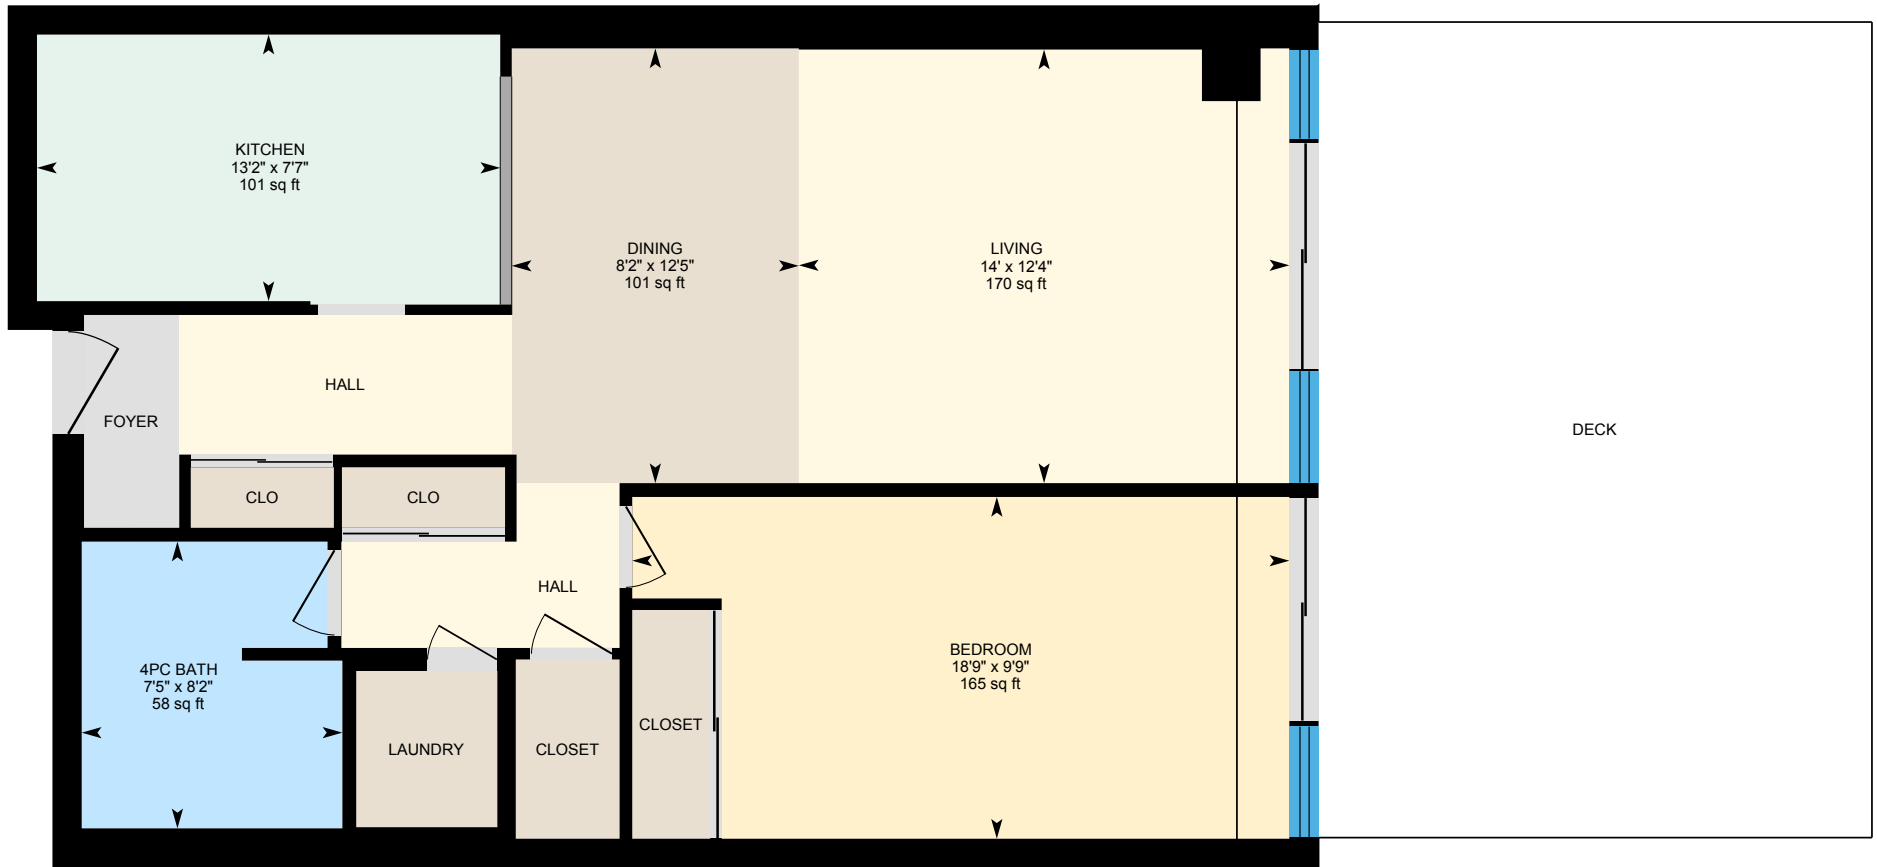 KITCHEN
13'2" x 7'7"
101 sq ft
DINING
8'2" x 12'5"
101 sq ft
LIVING
14' x 12'4"
170 sq ft
HALL
FOYER
DECK
CLO
CLO
HALL
4PC BATH
7'5" x 8'2"
58 sq ft
BEDROOM
18'9" x 9'9"
165 sq ft
CLOSET
LAUNDRY
CLOSET